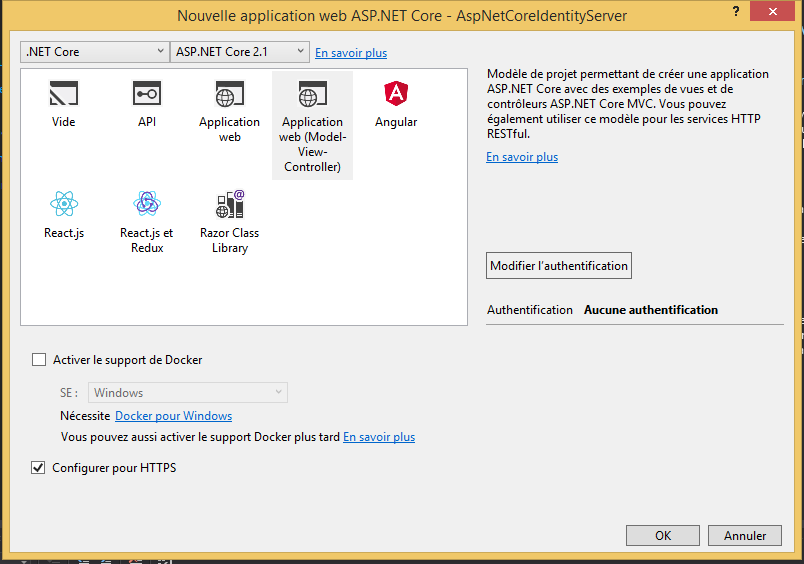 Nouvelle application web ASP.NET Core - AspNetCoreIdentityServer
?
.NET Core
ASP.NET Core 2.1
En savoir plus
Vide
API
Application
web
Application
web (Model-
View-
Controller)
Angular
React.js
React.js et
Redux
Razor Class
Library
Modèle de projet permettant de créer une application
ASP.NET Core avec des exemples de vues et de
contrôleurs ASP.NET Core MVC. Vous pouvez
également utiliser ce modèle pour les services HTTP
RESTful.
En savoir plus
Modifier l'authentification
Authentification Aucune authentification
Activer le support de Docker
SE : Windows
Nécessite Docker pour Windows
Vous pouvez aussi activer le support Docker plus tard En savoir plus
Configurer pour HTTPS
OK
Annuler